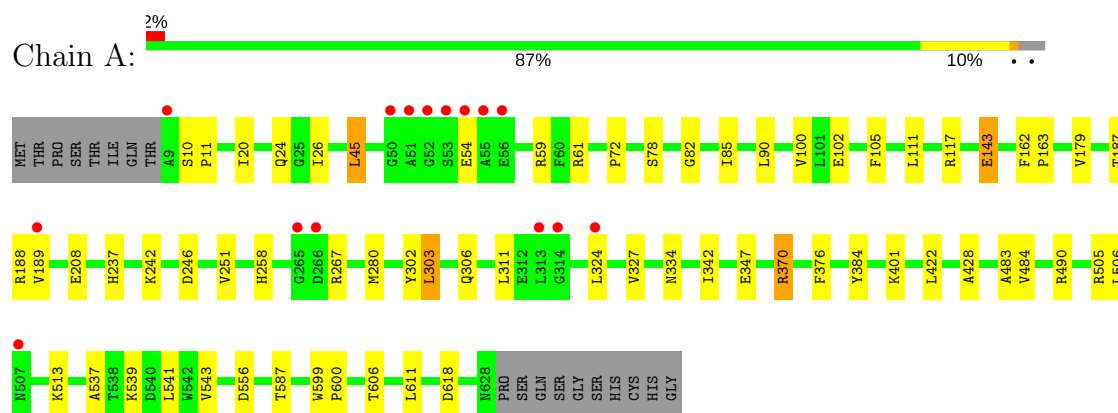 2%
Chain A:
87% 10% • •
MET THR PRO SER THR ILE GLN THR A9 S10 P11 I20 Q24 G25 I26 L45 G50 A51 G52 S53 E54 A55 E56 R59 F60 R61 P72 S78 G82 I85 L90 V100 L101 E102 F105 L111 R117 E143 F162 P163 V179 T187
R188 V189 E208 H237 K242 D246 V251 H258 G265 D266 R267 M280 Y302 L303 Q306 L311 E312 L313 G314 L324 V327 N334 I342 E347 R370 F376 Y384 K401 L422 A428 A483 V484 R490 R505 L506
N507 K513 A537 T538 K539 D540 L541 W542 V543 D556 T587 W599 P600 T606 L611 D618 N628 PRO SER GLN SER GLY SER HIS CYS HIS GLY